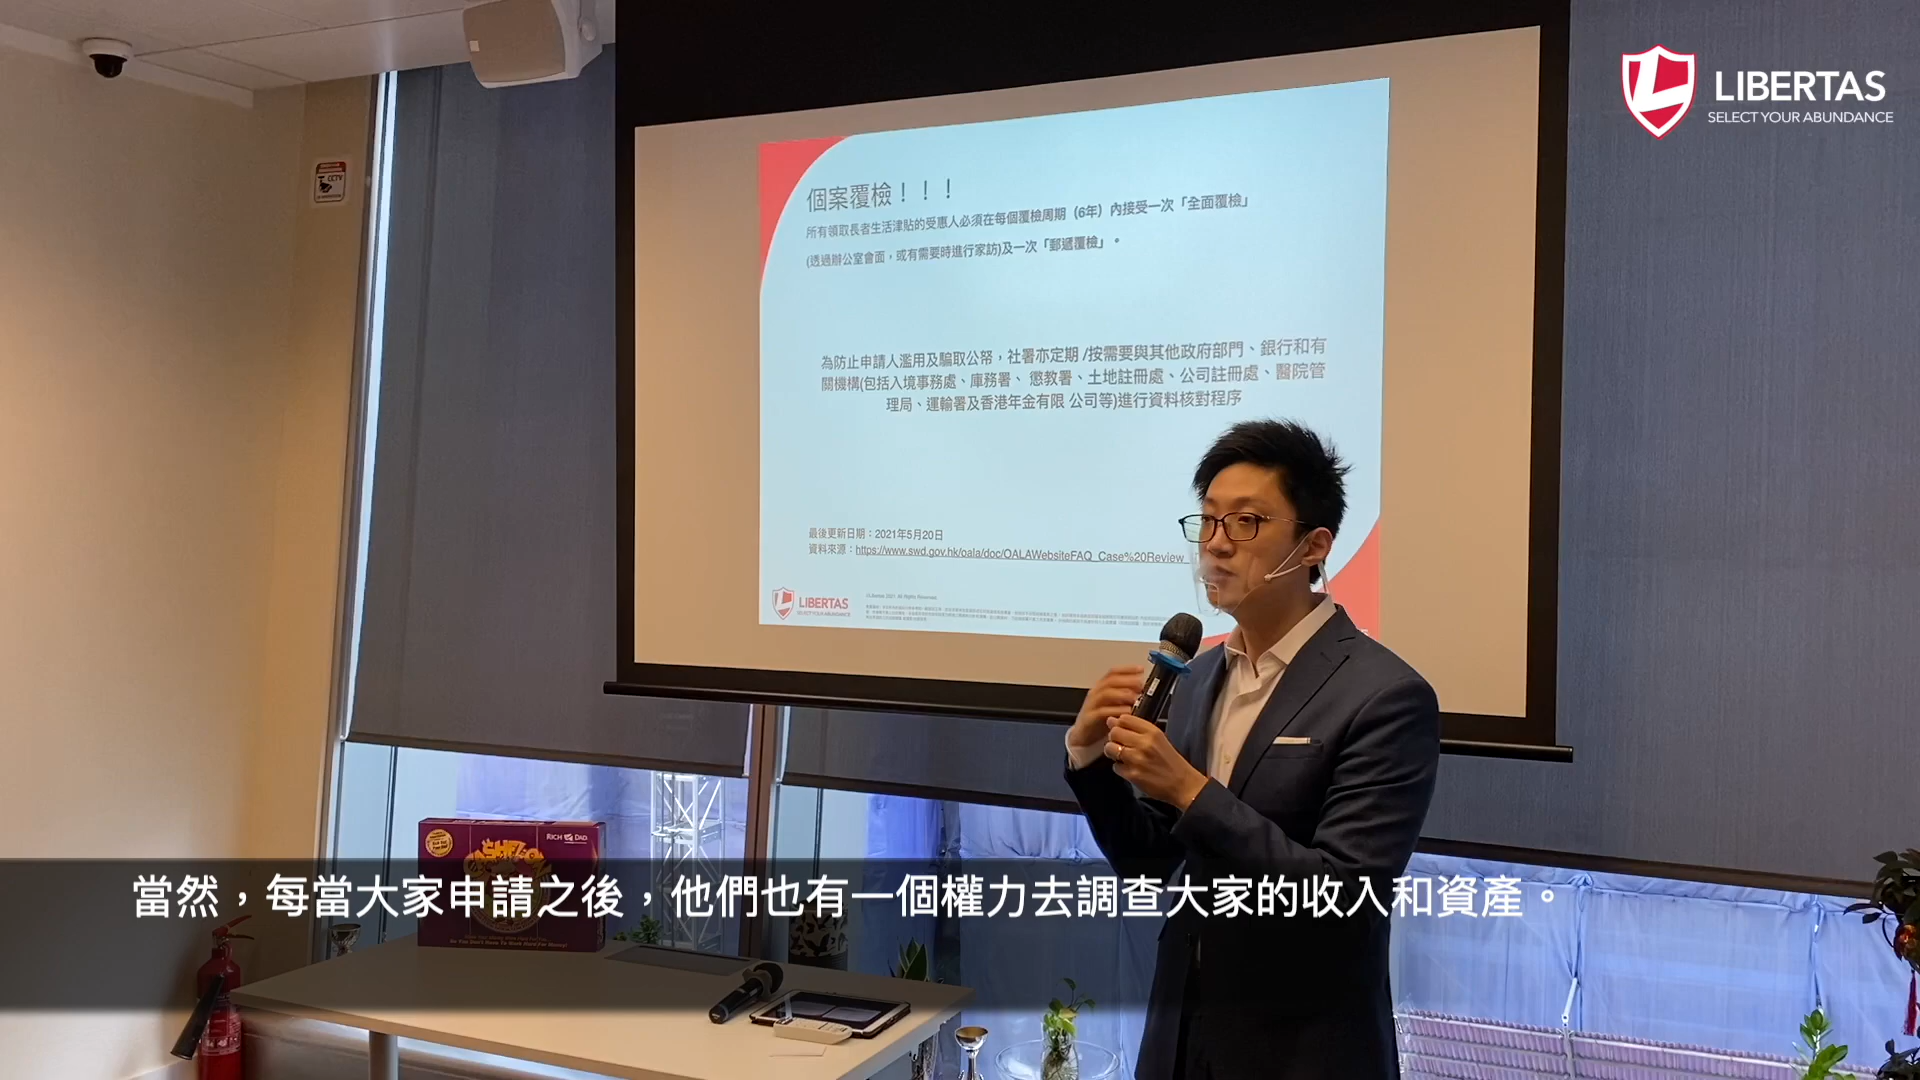 LIBERTAS
SELECT YOUR ABUNDANCE
CCTV
個案覆檢！！！
所有領取長者生活津貼的受惠人必須在每個覆檢周期（6年）內接受一次「全面覆檢」
(透過辦公室會面，或有需要時進行家訪)及一次「郵遞覆檢」。
為防止申請人濫用及騙取公帑，社署亦定期 /按需要與其他政府部門、銀行和有
關機構(包括入境事務處、庫務署、 懲教署、土地註冊處、公司註冊處、醫院管
理局、運輸署及香港年金有限 公司等)進行資料核對程序
最後更新日期：2021年5月20日
資料來源：https://www.swd.gov.hk/oala/doc/OALAWebsiteFAQ_Case%20Review_
LIBERTAS
SELECT YOUR ABUNDANCE
RICH DAD
CASHFLOW
當然，每當大家申請之後，他們也有一個權力去調查大家的收入和資產。